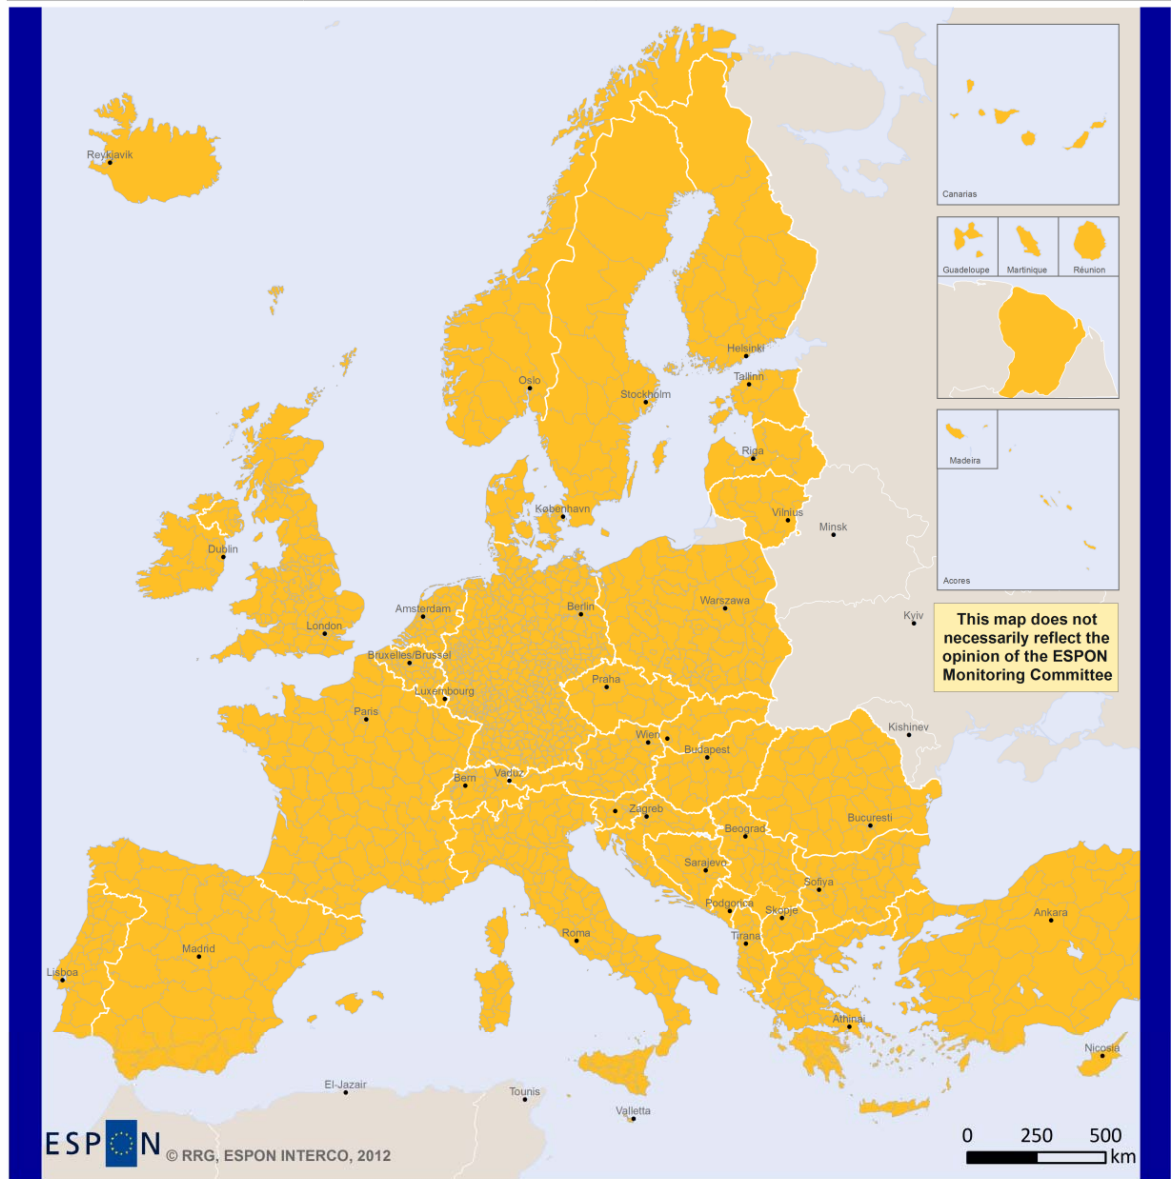 Reykjavik
Canarias
Guadeloupe
Martinique
Réunion
Helsinki
Tallinn
Oslo
Stockholm
Riga
Madeira
København
Vilnius
Minsk
Dublin
Acores
Amsterdam
Berlin
Warszawa
Kyiv
London
This map does not
necessarily reflect the
opinion of the ESPON
Monitoring Committee
Bruxelles/Brussel
Luxembourg
Praha
Paris
Kishinev
Wien
Budapest
Bern
Vaduz
Zagreb
Beograd
Bucuresti
Sarajevo
Sofiya
Podgorica
Skopje
Ankara
Roma
Tirana
Madrid
Lisboa
Athinai
Nicosia
El-Jazair
Tounis
Valletta
ESPON
© RRG, ESPON INTERCO, 2012
0 250 500
km